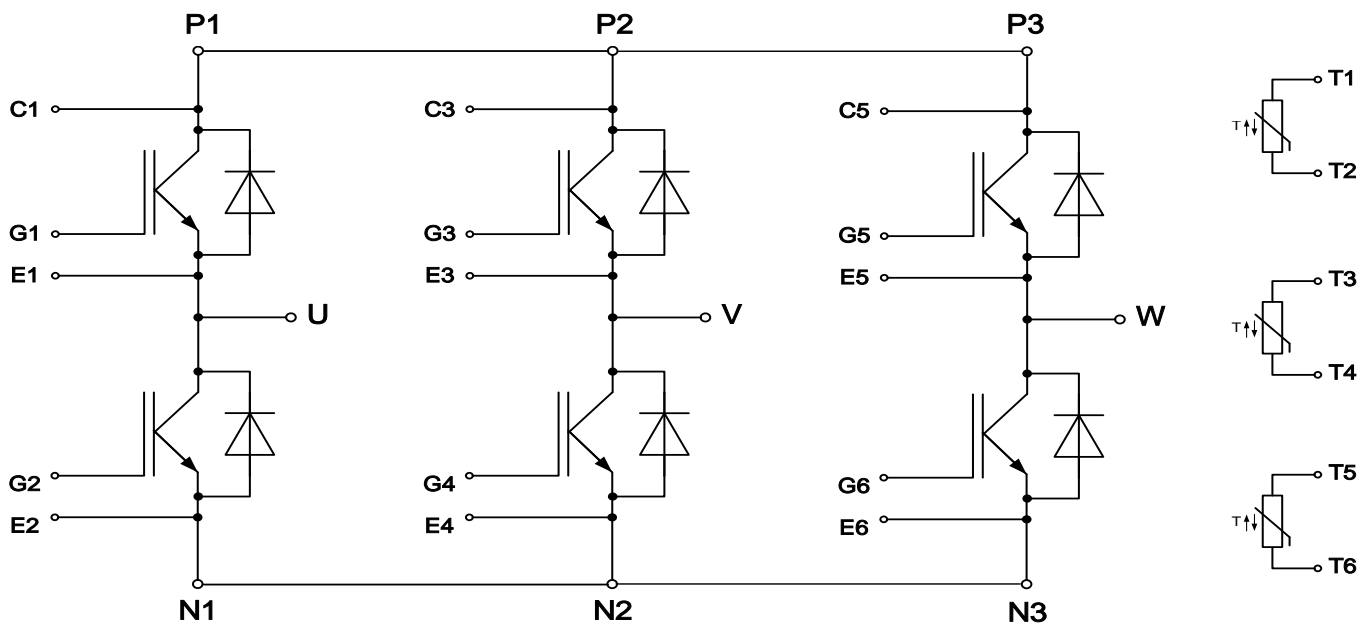 P1 P2 P3
T1
C1 C3 C5
T
T2
G1 G3 G5
E1 E3 E5
T3
U V W
T
T4
G2 G4 G6
T5
E2 E4 E6
T
T6
N1 N2 N3